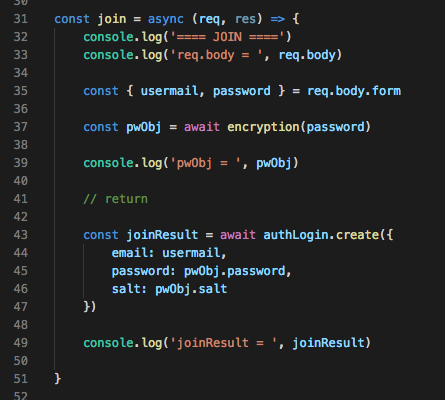 30
31 const join = async (req, res) => {
32     console.log('==== JOIN ====')
33     console.log('req.body = ', req.body)
34
35     const { usermail, password } = req.body.form
36
37     const pwObj = await encryption(password)
38
39     console.log('pwObj = ', pwObj)
40
41     // return
42
43     const joinResult = await authLogin.create({
44         email: usermail,
45         password: pwObj.password,
46         salt: pwObj.salt
47     })
48
49     console.log('joinResult = ', joinResult)
50
51 }
52